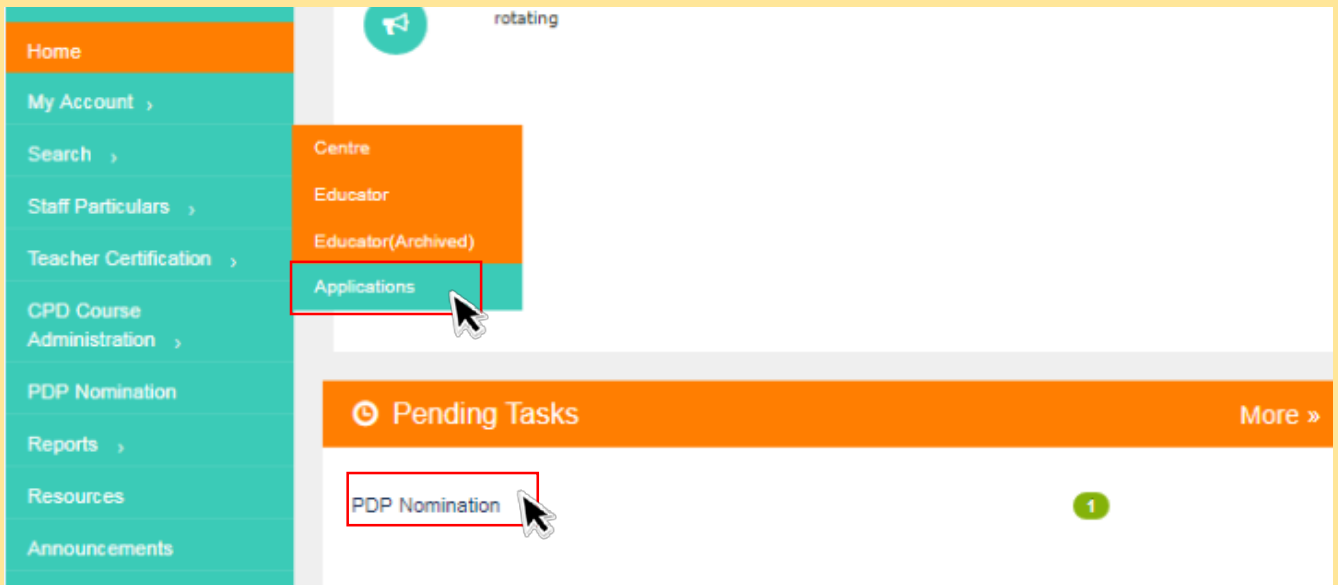 rotating
Home
My Account ›
Search ›
Staff Particulars ›
Teacher Certification ›
CPD Course
Administration ›
PDP Nomination
Reports ›
Resources
Announcements
Centre
Educator
Educator(Archived)
Applications
Pending Tasks
More »
PDP Nomination
1